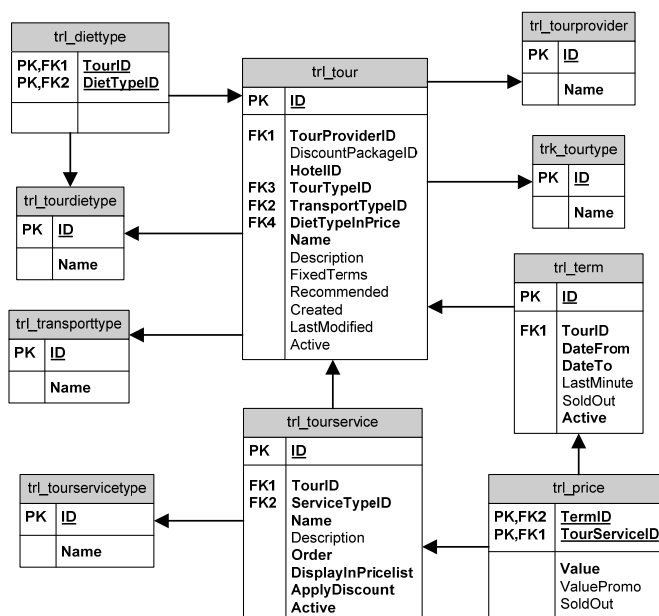 trl_diettype
PK,FK1 TourID
PK,FK2 DietTypeID
trl_tour
PK ID
FK1 TourProviderID
DiscountPackageID
HotelID
FK3 TourTypeID
FK2 TransportTypeID
FK4 DietTypeInPrice
Name
Description
FixedTerms
Recommended
Created
LastModified
Active
trl_tourprovider
PK ID
Name
trk_tourtype
PK ID
Name
trl_tourdietype
PK ID
Name
trl_term
PK ID
FK1 TourID
DateFrom
DateTo
LastMinute
SoldOut
Active
trl_transporttype
PK ID
Name
trl_tourservice
PK ID
FK1 TourID
FK2 ServiceTypeID
Name
Description
Order
DisplayInPricelist
ApplyDiscount
Active
trl_tourservicetype
PK ID
Name
trl_price
PK,FK2 TermID
PK,FK1 TourServiceID
Value
ValuePromo
SoldOut